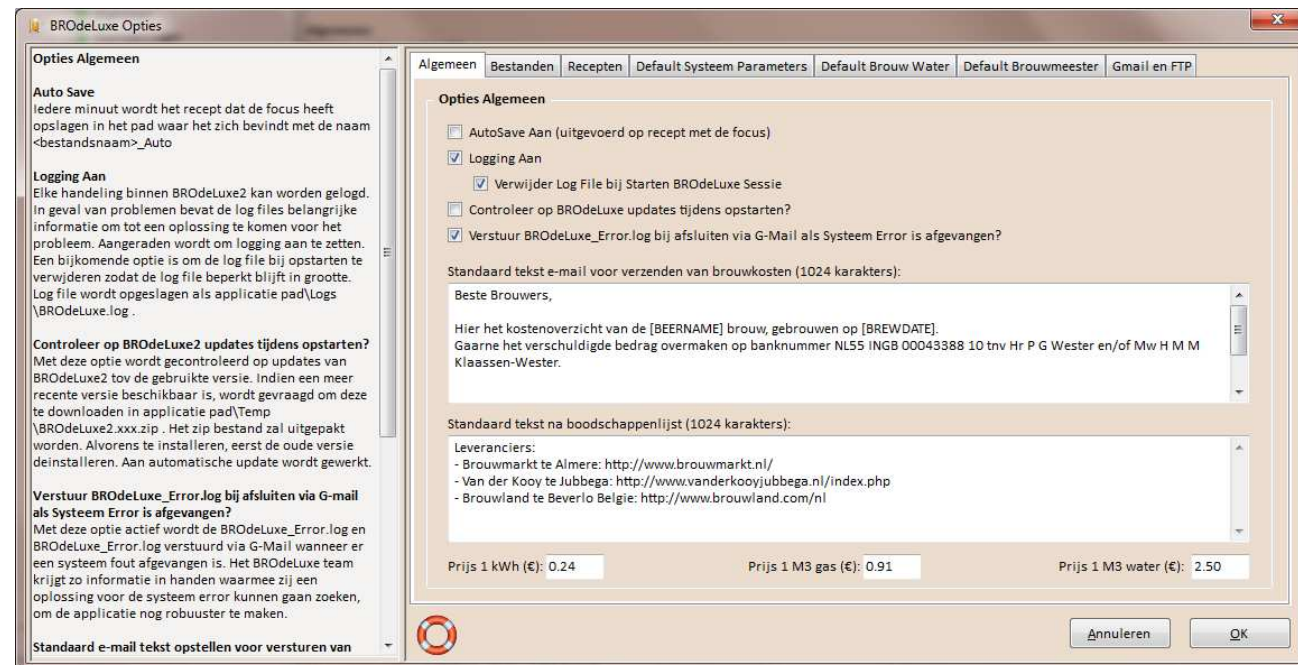 BROdeLuxe Opties
Opties Algemeen
Auto Save
Iedere minuut wordt het recept dat de focus heeft
opslagen in het pad waar het zich bevindt met de naam
<bestandsnaam>_Auto
Logging Aan
Elke handeling binnen BROdeLuxe2 kan worden gelogd.
In geval van problemen bevat de log files belangrijke
informatie om tot een oplossing te komen voor het
probleem. Aangeraden wordt om logging aan te zetten.
Een bijkomende optie is om de log file bij opstarten te
verwijderen zodat de log file beperkt blijft in grootte.
Log file wordt opgeslagen als applicatie pad\Logs
\BROdeLuxe.log .
Controleer op BROdeLuxe2 updates tijdens opstarten?
Met deze optie wordt gecontroleerd op updates van
BROdeLuxe2 tov de gebruikte versie. Indien een meer
recente versie beschikbaar is, wordt gevraagd om deze
te downloaden in applicatie pad\Temp
\BROdeLuxe2.xxx.zip . Het zip bestand zal uitgepakt
worden. Alvorens te installeren, eerst de oude versie
deinstalleren. Aan automatische update wordt gewerkt.
Verstuur BROdeLuxe_Error.log bij afsluiten via G-mail
als Systeem Error is afgevangen?
Met deze optie actief wordt de BROdeLuxe_Error.log en
BROdeLuxe_Error.log verstuurd via G-Mail wanneer er
een systeem fout afgevangen is. Het BROdeLuxe team
krijgt zo informatie in handen waarmee zij een
oplossing voor de systeem error kunnen gaan zoeken,
om de applicatie nog robuuster te maken.
Standaard e-mail tekst opstellen voor versturen van
Algemeen Bestanden Recepten Default Systeem Parameters Default Brouw Water Default Brouwmeester Gmail en FTP
Opties Algemeen
AutoSave Aan (uitgevoerd op recept met de focus)
Logging Aan
Verwijder Log File bij Starten BROdeLuxe Sessie
Controleer op BROdeLuxe updates tijdens opstarten?
Verstuur BROdeLuxe_Error.log bij afsluiten via G-Mail als Systeem Error is afgevangen?
Standaard tekst e-mail voor verzenden van brouwkosten (1024 karakters):
Beste Brouwers,
Hier het kostenoverzicht van de [BEERNAME] brouw, gebrouwen op [BREWDATE].
Gaarne het verschuldigde bedrag overmaken op banknummer NL55 INGB 00043388 10 tnv Hr P G Wester en/of Mw H M M
Klaassen-Wester.
Standaard tekst na boodschappenlijst (1024 karakters):
Leveranciers:
- Brouwmarkt te Almere: http://www.brouwmarkt.nl/
- Van der Kooy te Jubbega: http://www.vanderkooyjubbega.nl/index.php
- Brouwland te Beverlo Belgie: http://www.brouwland.com/nl
Prijs 1 kWh (€): 0.24 Prijs 1 M3 gas (€): 0.91 Prijs 1 M3 water (€): 2.50
Annuleren OK